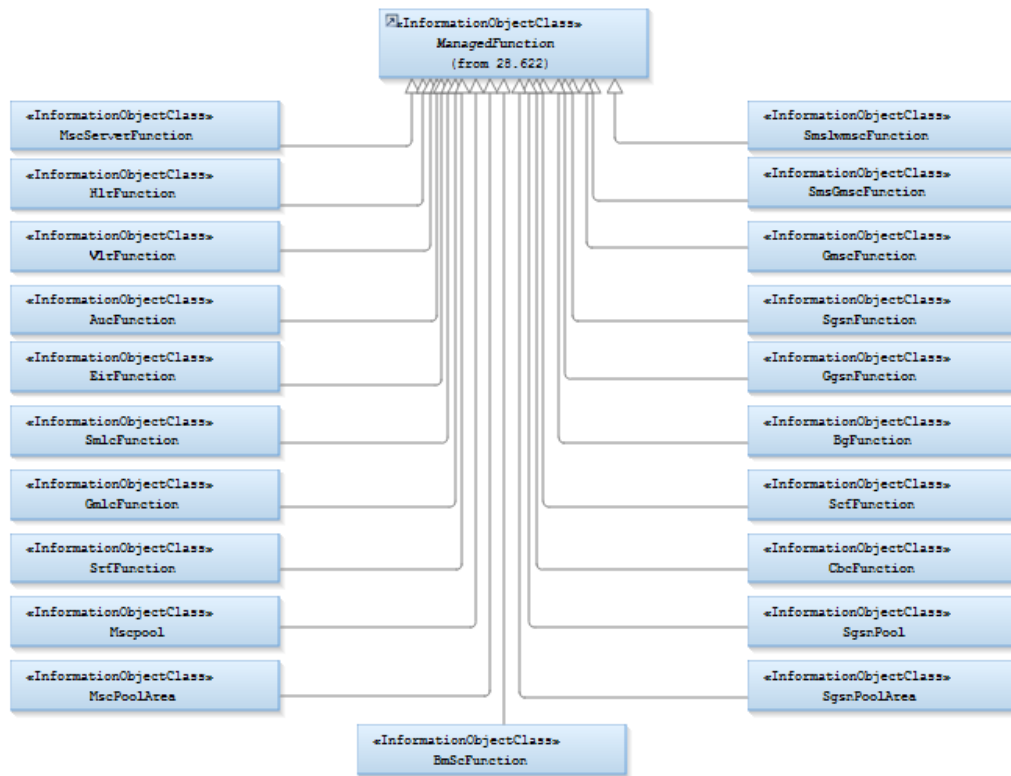 «InformationObjectClass»
ManagedFunction
(from 28.622)
«InformationObjectClass»
MscServerFunction
«InformationObjectClass»
HlrFunction
«InformationObjectClass»
VlrFunction
«InformationObjectClass»
AucFunction
«InformationObjectClass»
EirFunction
«InformationObjectClass»
SmlcFunction
«InformationObjectClass»
GmlcFunction
«InformationObjectClass»
SrfFunction
«InformationObjectClass»
Mscpool
«InformationObjectClass»
MscPoolArea
«InformationObjectClass»
SmsIwmscFunction
«InformationObjectClass»
SmsGmscFunction
«InformationObjectClass»
GmscFunction
«InformationObjectClass»
SgsnFunction
«InformationObjectClass»
GgsnFunction
«InformationObjectClass»
BgFunction
«InformationObjectClass»
ScfFunction
«InformationObjectClass»
CbcFunction
«InformationObjectClass»
SgsnPool
«InformationObjectClass»
SgsnPoolArea
«InformationObjectClass»
BmScFunction